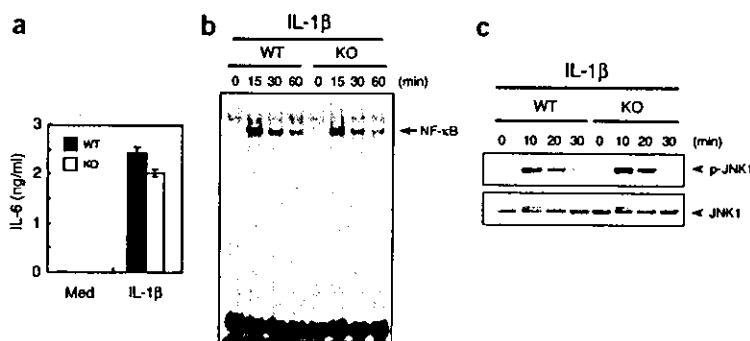 a
3
2
1
0
IL-6 (ng/ml)
WT
KO
Med IL-1β
b
IL-1β
WT KO
0 15 30 60 0 15 30 60 (min)
NF-κB
c
IL-1β
WT KO
0 10 20 30 0 10 20 30 (min)
p-JNK1
JNK1